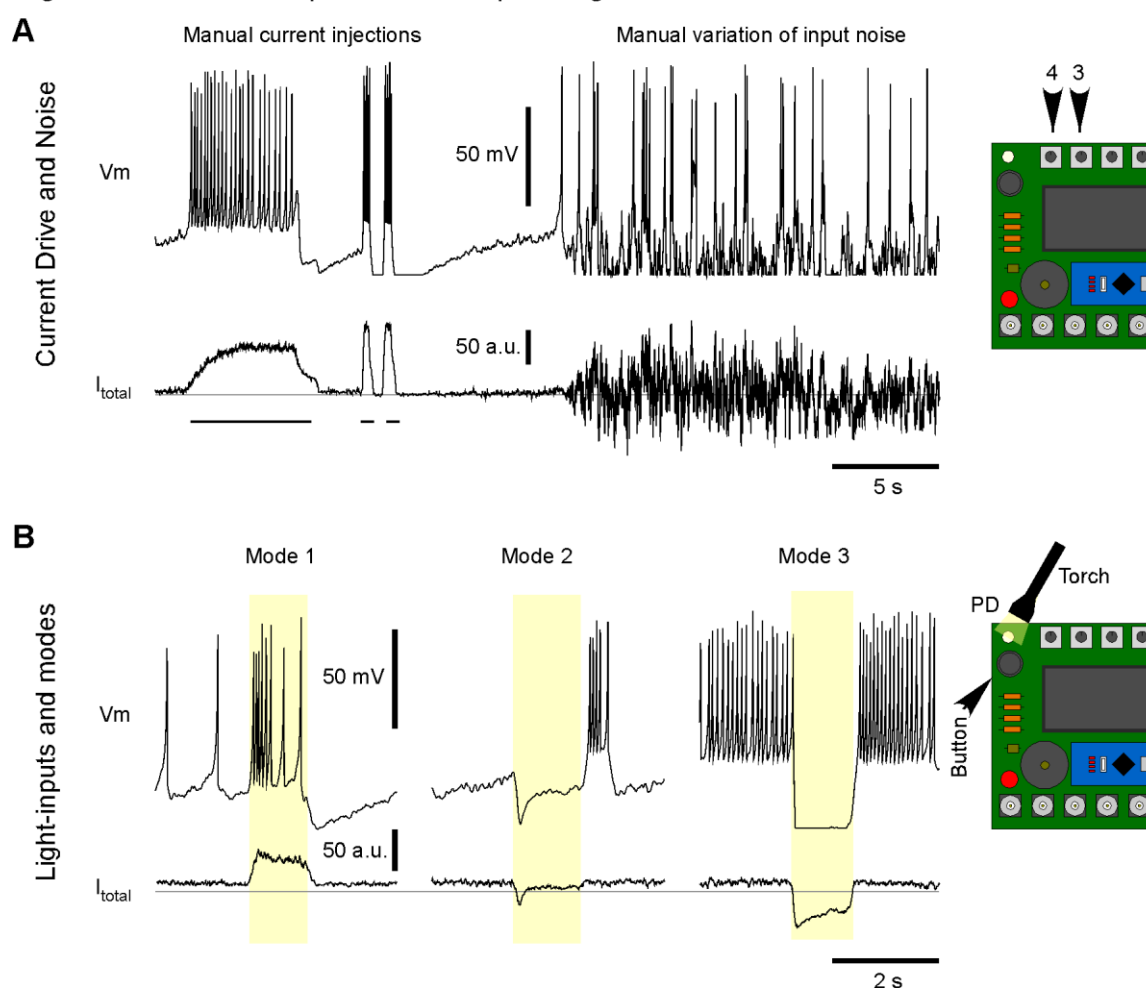 A
Manual current injections
Manual variation of input noise
4 3
Current Drive and Noise
Vm
50 mV
50 a.u.
I total
5 s
B
Mode 1
Mode 2
Mode 3
Torch
PD
Light-inputs and modes
Vm
50 mV
Button
50 a.u.
I total
2 s